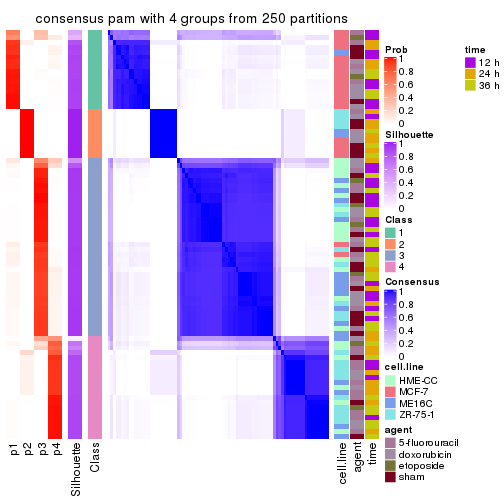 consensus pam with 4 groups from 250 partitions
Prob
1
0.8
0.6
0.4
0.2
0
Silhouette
1
0.8
0.6
0.4
0.2
0
Class
1
2
3
4
Consensus
1
0.8
0.6
0.4
0.2
0
cell.line
HME-CC
MCF-7
ME16C
ZR-75-1
agent
5-fluorouracil
doxorubicin
etoposide
sham
time
12 h
24 h
36 h
p1
p2
p3
p4
Silhouette
Class
cell.line
agent
time